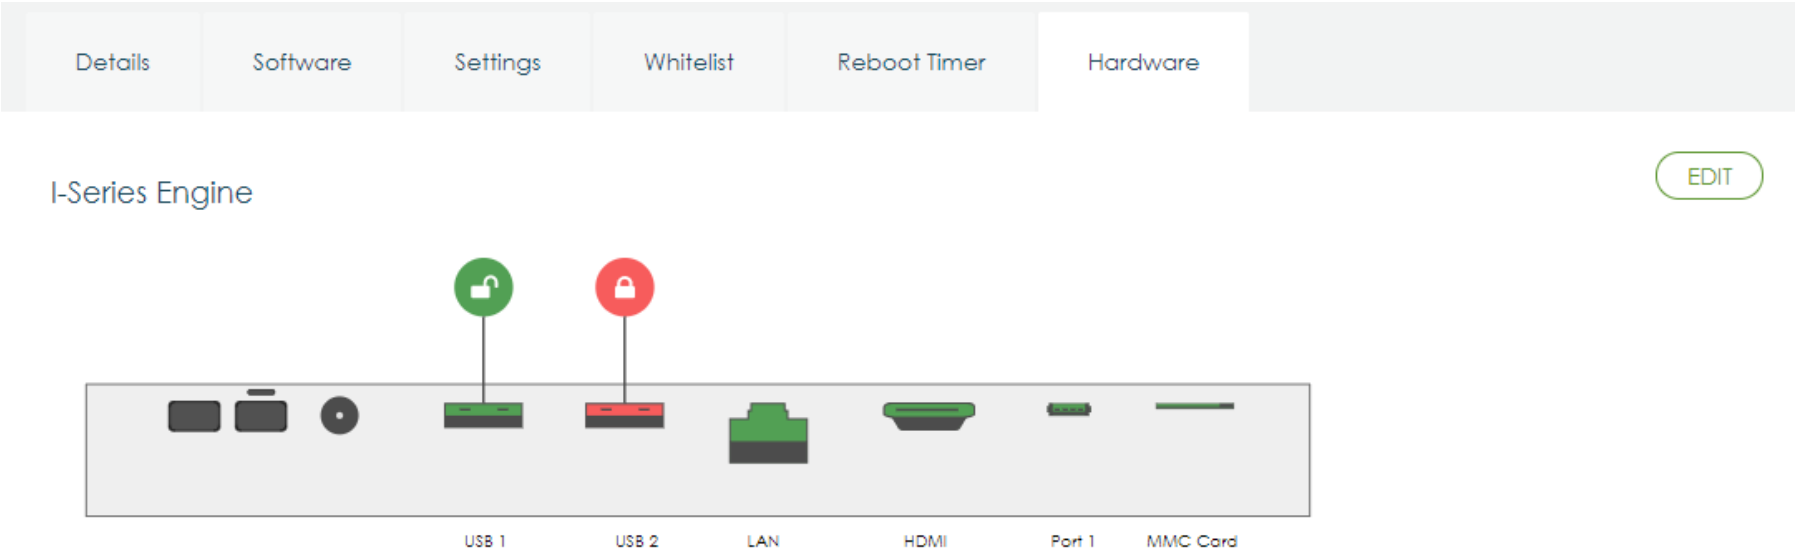 Details Software Settings Whitelist Reboot Timer Hardware
EDIT
I-Series Engine
USB 1 USB 2 LAN HDMI Port 1 MMC Card